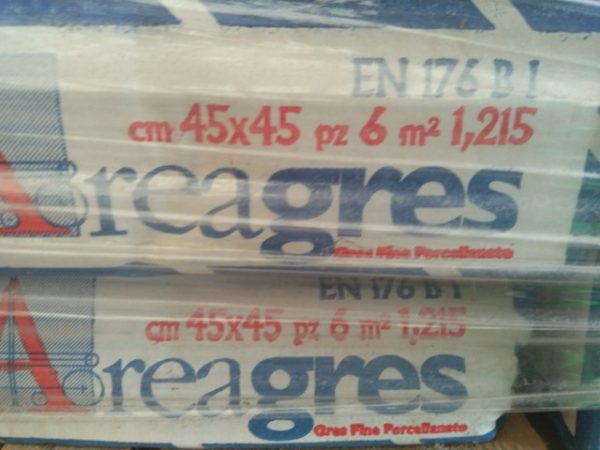 EN 176 B I
cm 45x45 pz 6 m² 1,215
Areagres
Gres Fine Porcellanato
EN 176 B I
cm 45x45 pz 6 m² 1,215
Areagres
Gres Fine Porcellanato